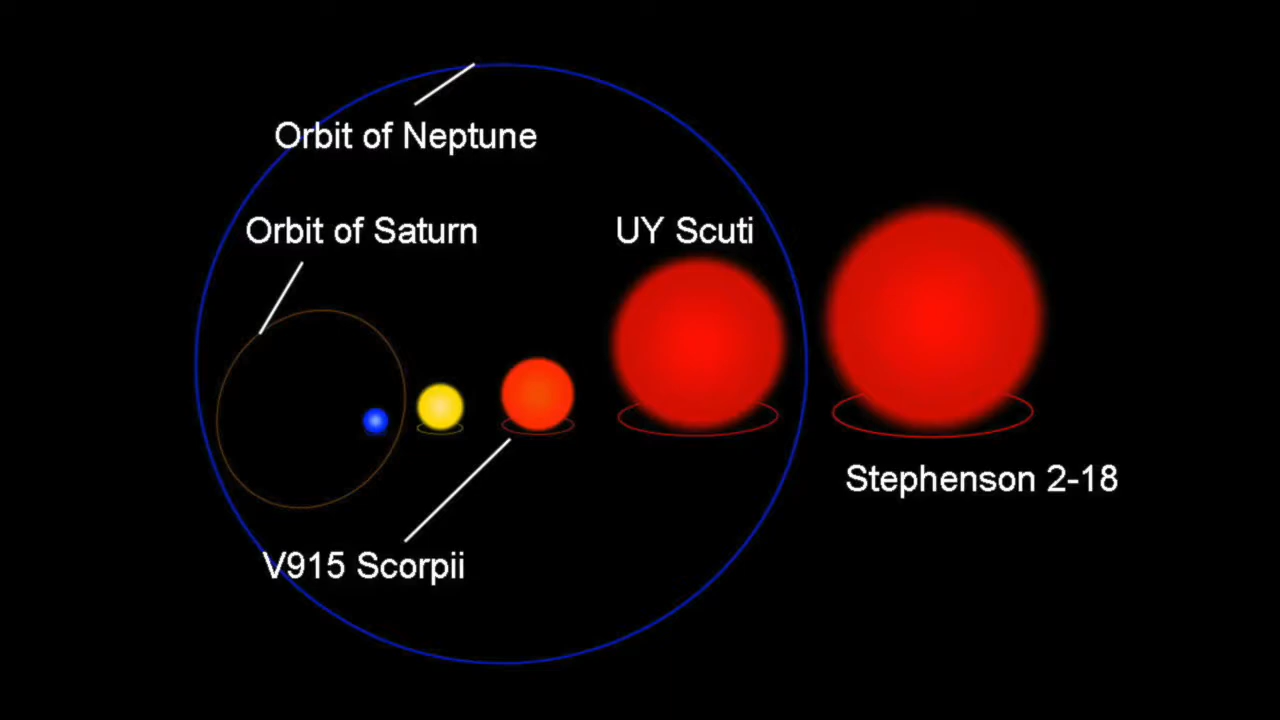 Orbit of Neptune
Orbit of Saturn
UY Scuti
Stephenson 2-18
V915 Scorpii